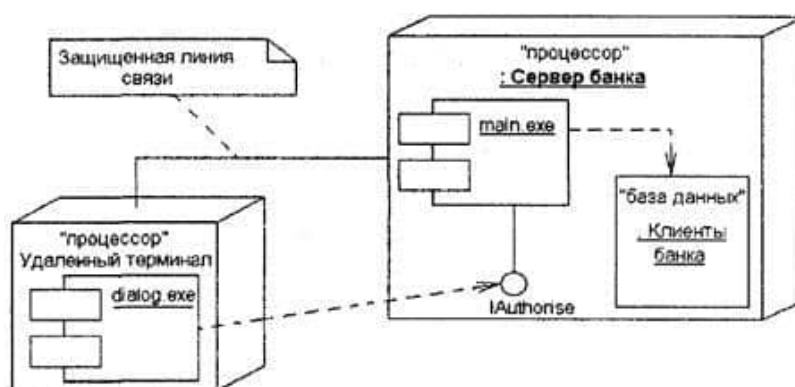 Защищенная линия
связи
"процессор"
: Сервер банка
main.exe
"база данных"
: Клиенты
банка
IAuthorise
"процессор"
Удаленный терминал
dialog.exe